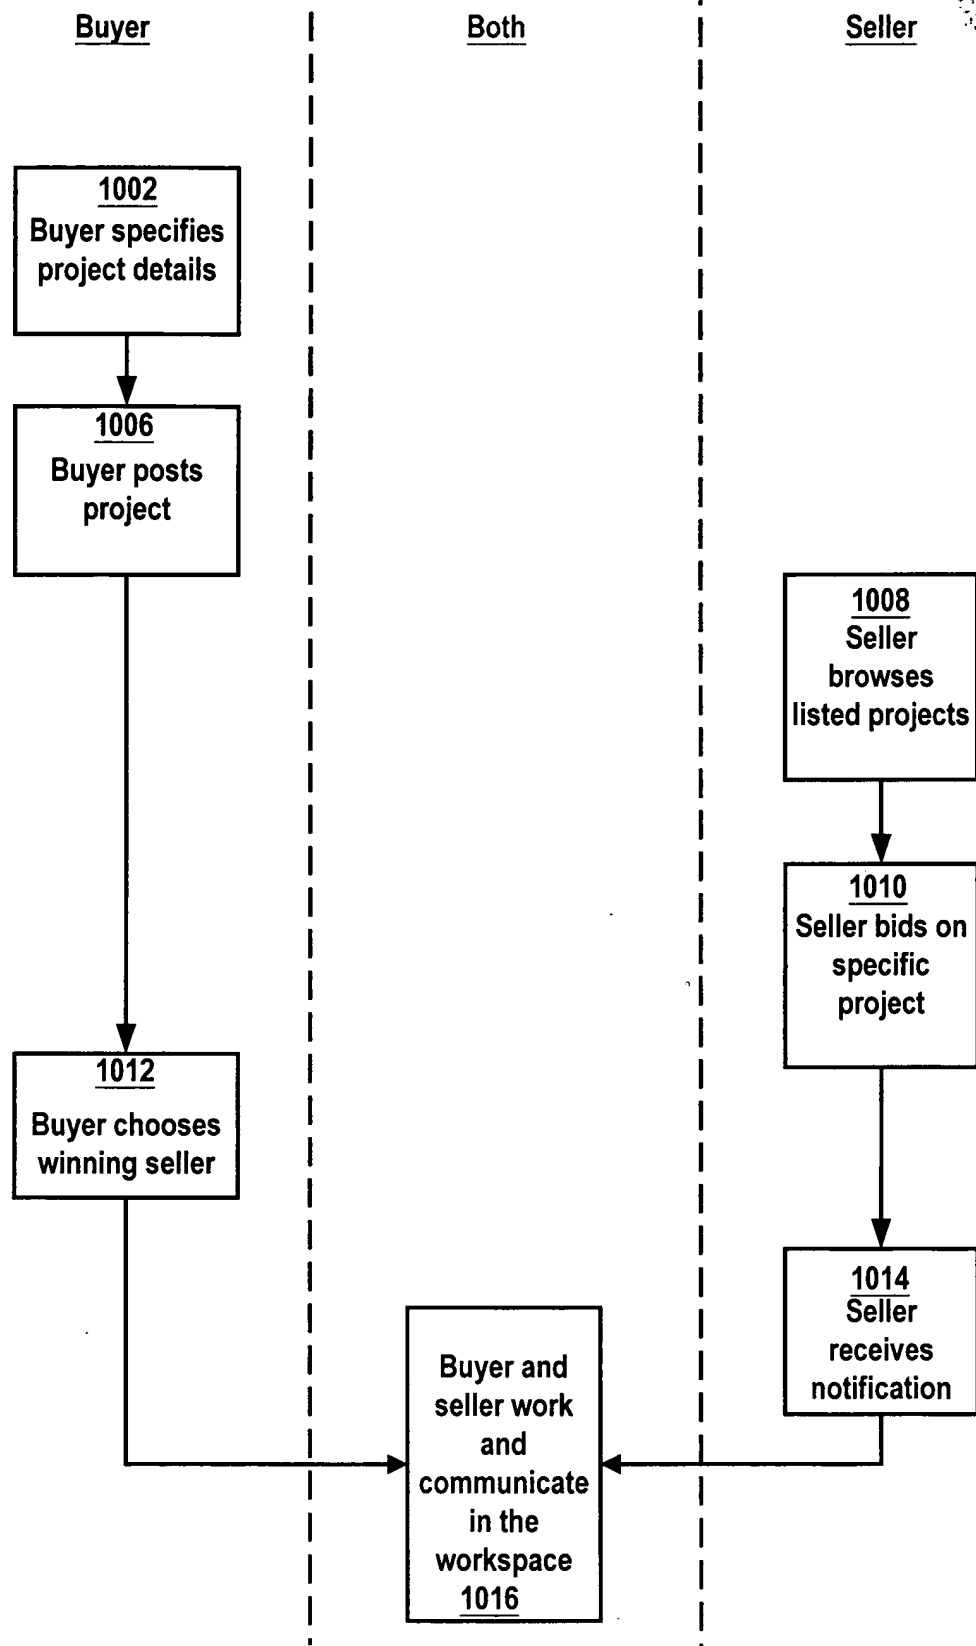 Buyer
Both
Seller
1002
Buyer specifies
project details
1006
Buyer posts
project
1008
Seller
browses
listed projects
1010
Seller bids on
specific
project
1012
Buyer chooses
winning seller
1014
Seller
receives
notification
Buyer and
seller work
and
communicate
in the
workspace
1016